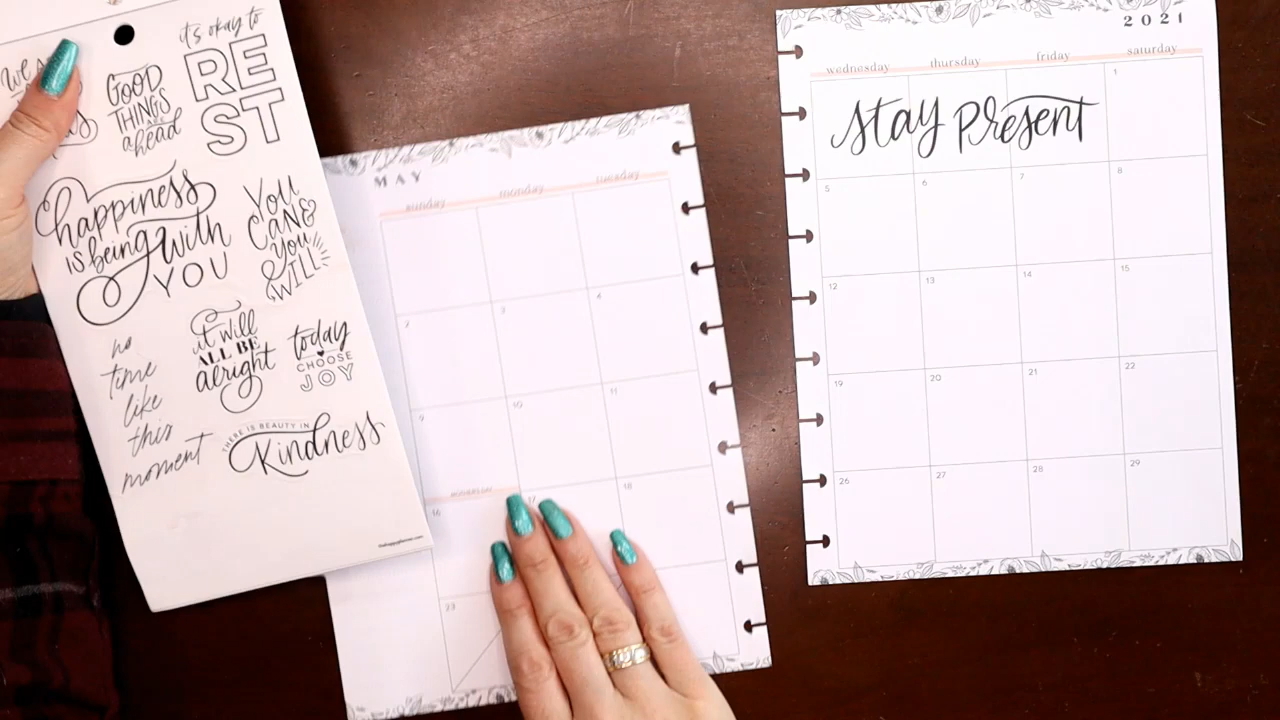 it's okay to
REST
GOOD
THINGS
ahead
happiness
is being with
YOU
YOU
CAN &
you
WILL
it will
ALL BE
alright
today
CHOOSE
JOY
no
time
like
this
moment
THERE IS BEAUTY IN
Kindness
thehappyplanner.com
MAY
sunday monday tuesday
2 3 4
9 10 11
16 17 18
23
2021
wednesday thursday friday saturday
1
stay present
5 6 7 8
12 13 14 15
19 20 21 22
26 27 28 29